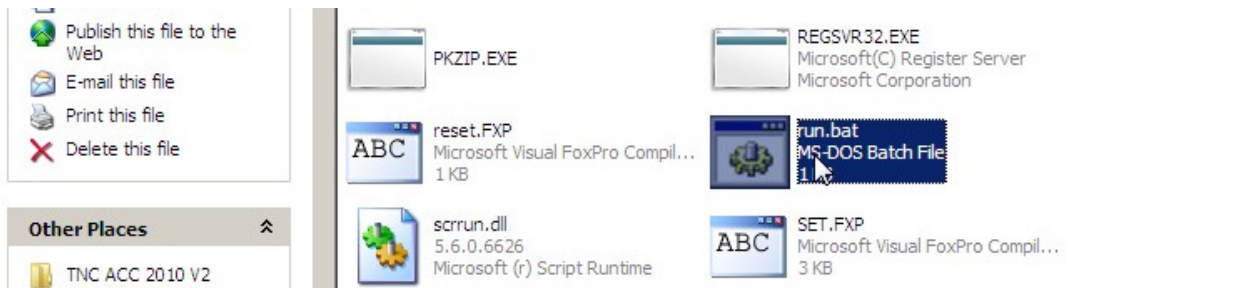 Publish this file to the
Web
E-mail this file
Print this file
Delete this file
Other Places
TNC ACC 2010 V2
PKZIP.EXE
REGSVR32.EXE
Microsoft(C) Register Server
Microsoft Corporation
ABC
reset.FXP
Microsoft Visual FoxPro Compil...
1 KB
run.bat
MS-DOS Batch File
1
scrrun.dll
5.6.0.6626
Microsoft (r) Script Runtime
ABC
SET.FXP
Microsoft Visual FoxPro Compil...
3 KB